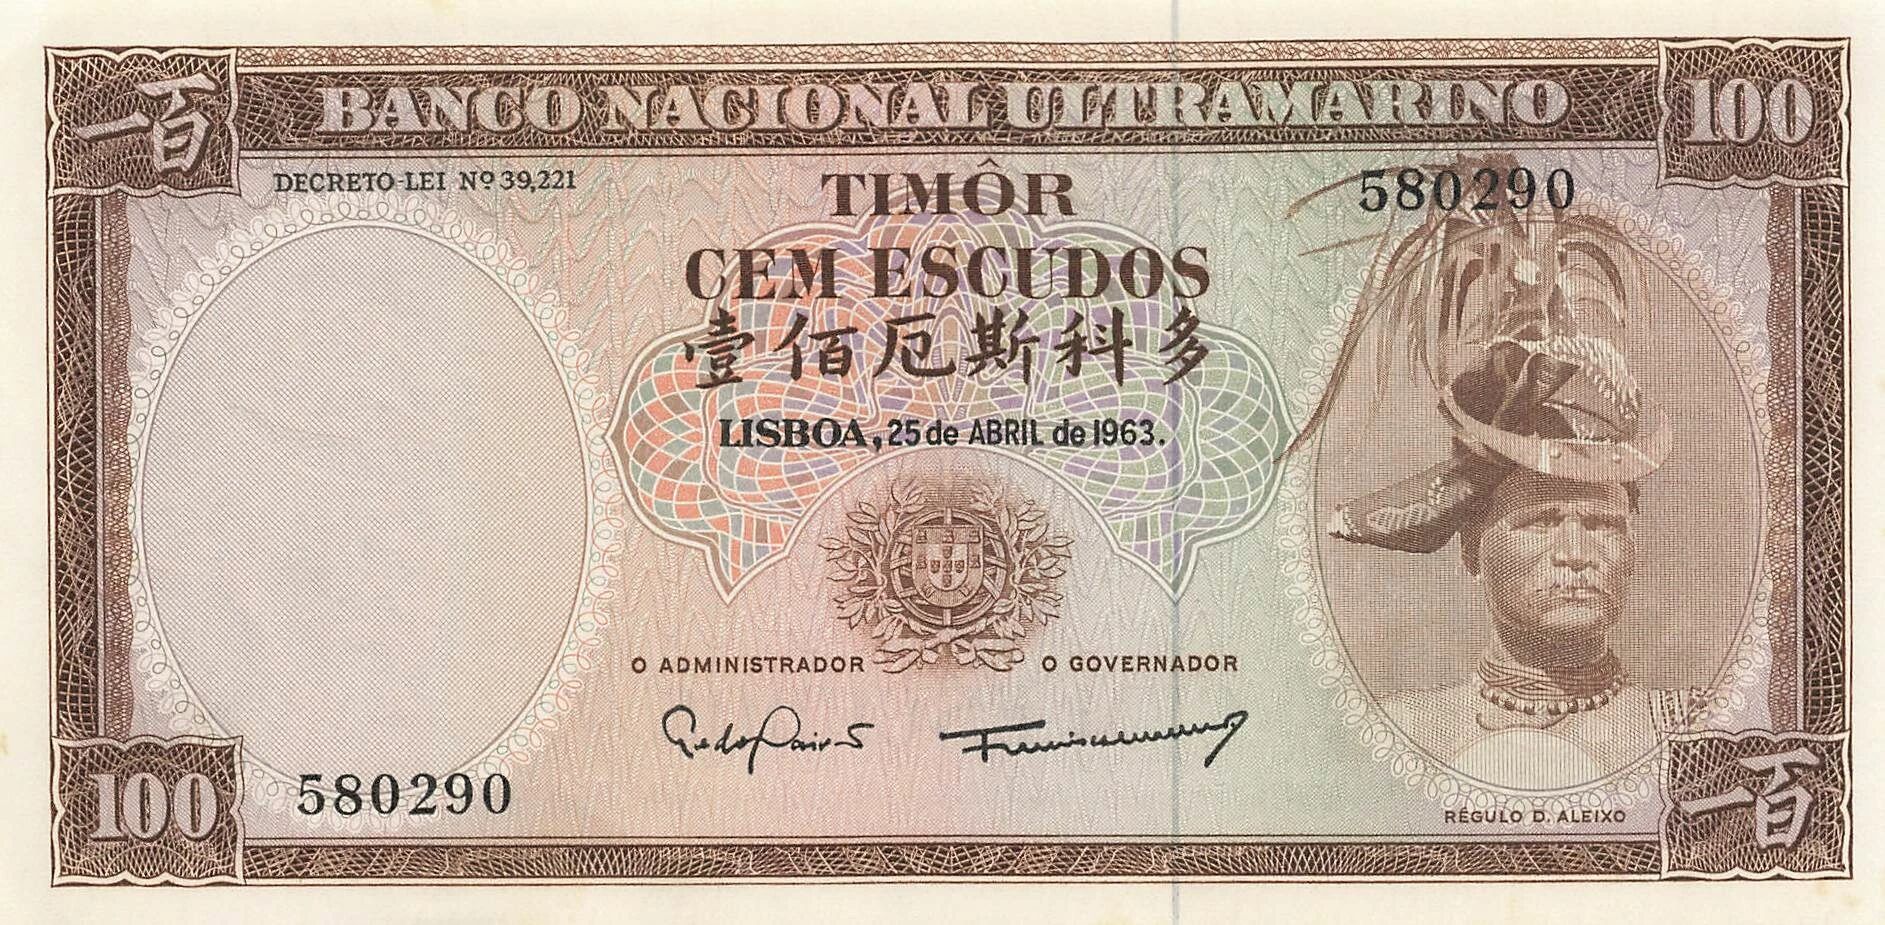 一百
BANCO NACIONAL ULTRAMARINO
100
DECRETO-LEI Nº 39,221
TIMÔR
580290
CEM ESCUDOS
壹佰厄斯科多
LISBOA, 25 de ABRIL de 1963.
O ADMINISTRADOR
O GOVERNADOR
580290
RÉGULO D. ALEIXO
100
一百